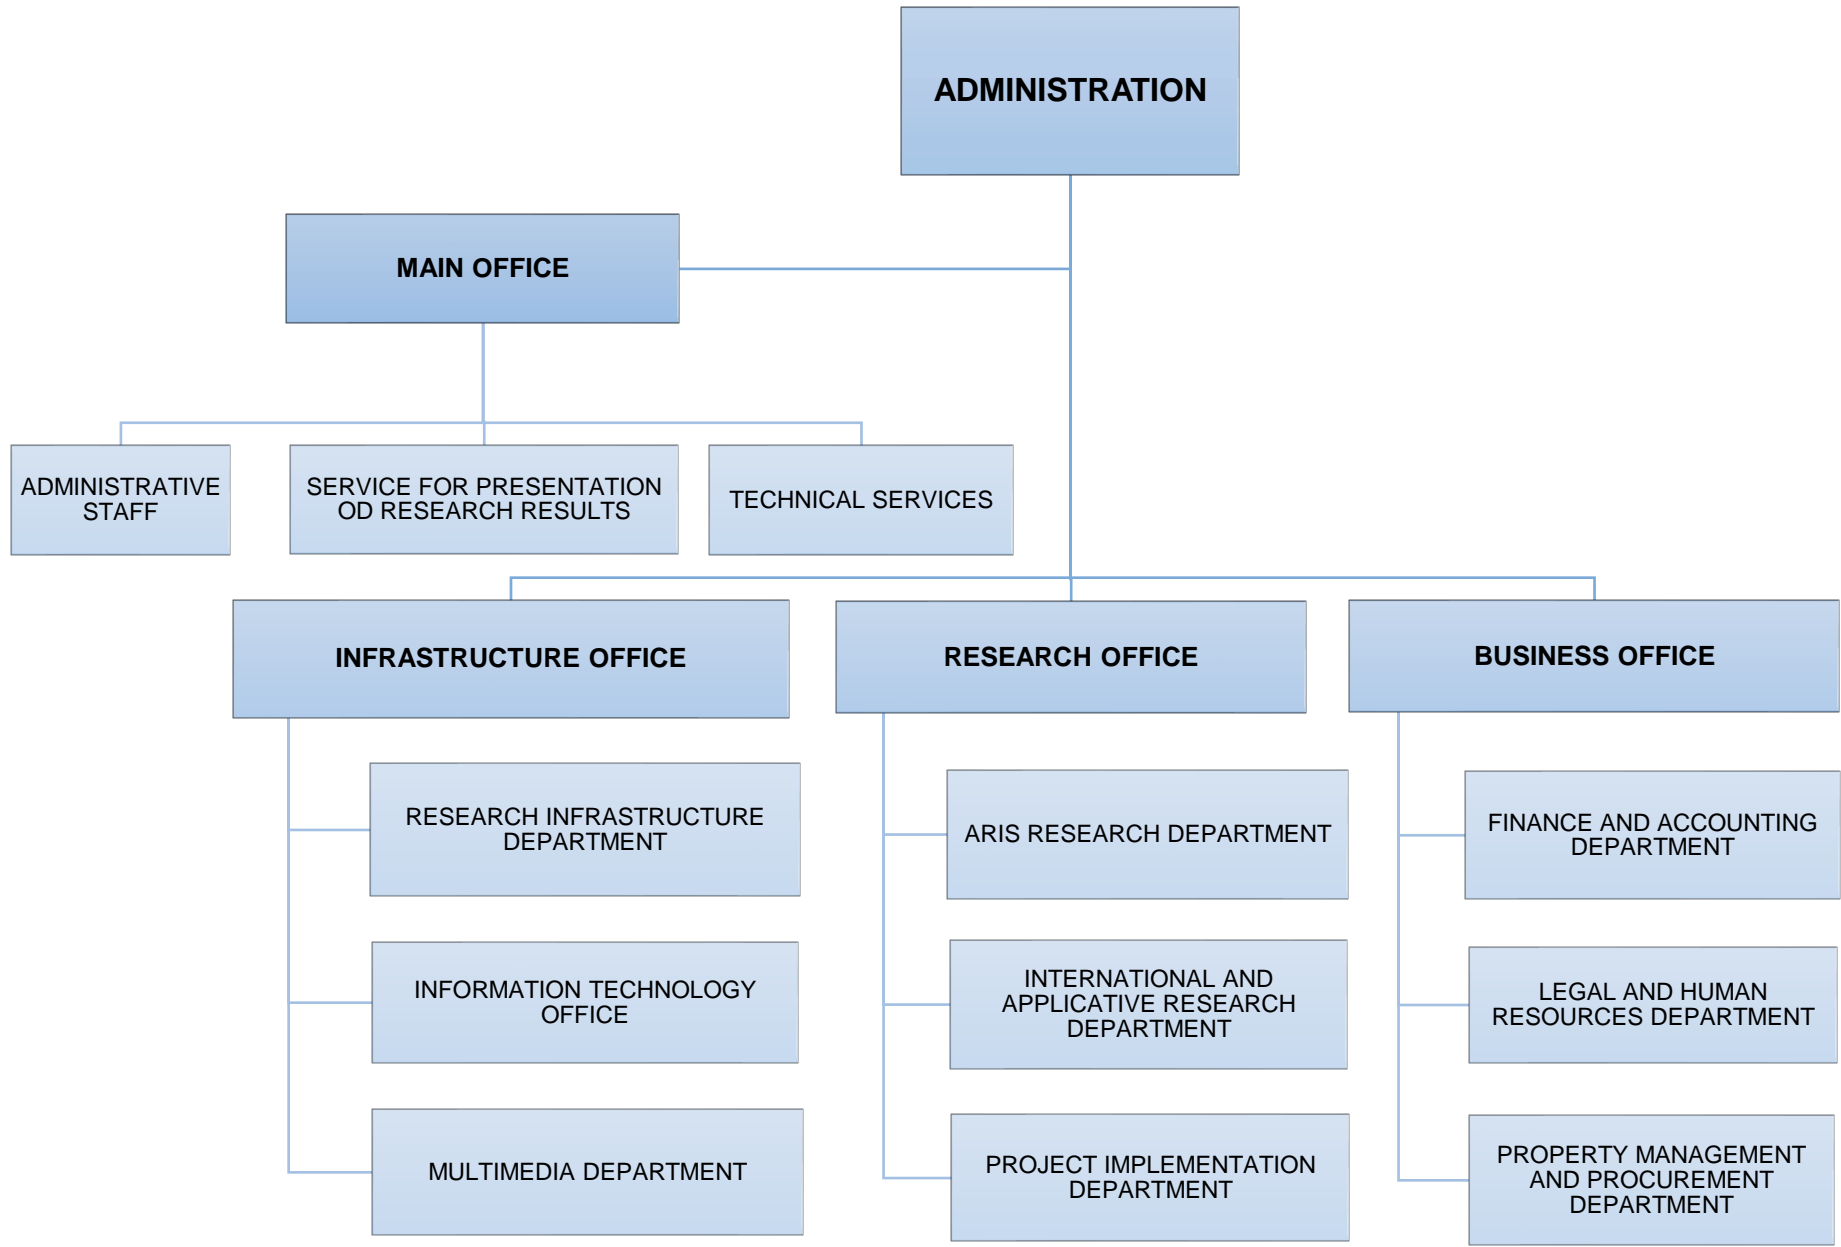 ADMINISTRATION
MAIN OFFICE
ADMINISTRATIVE
STAFF
SERVICE FOR PRESENTATION
OD RESEARCH RESULTS
TECHNICAL SERVICES
INFRASTRUCTURE OFFICE
RESEARCH INFRASTRUCTURE
DEPARTMENT
INFORMATION TECHNOLOGY
OFFICE
MULTIMEDIA DEPARTMENT
RESEARCH OFFICE
ARIS RESEARCH DEPARTMENT
INTERNATIONAL AND
APPLICATIVE RESEARCH
DEPARTMENT
PROJECT IMPLEMENTATION
DEPARTMENT
BUSINESS OFFICE
FINANCE AND ACCOUNTING
DEPARTMENT
LEGAL AND HUMAN
RESOURCES DEPARTMENT
PROPERTY MANAGEMENT
AND PROCUREMENT
DEPARTMENT